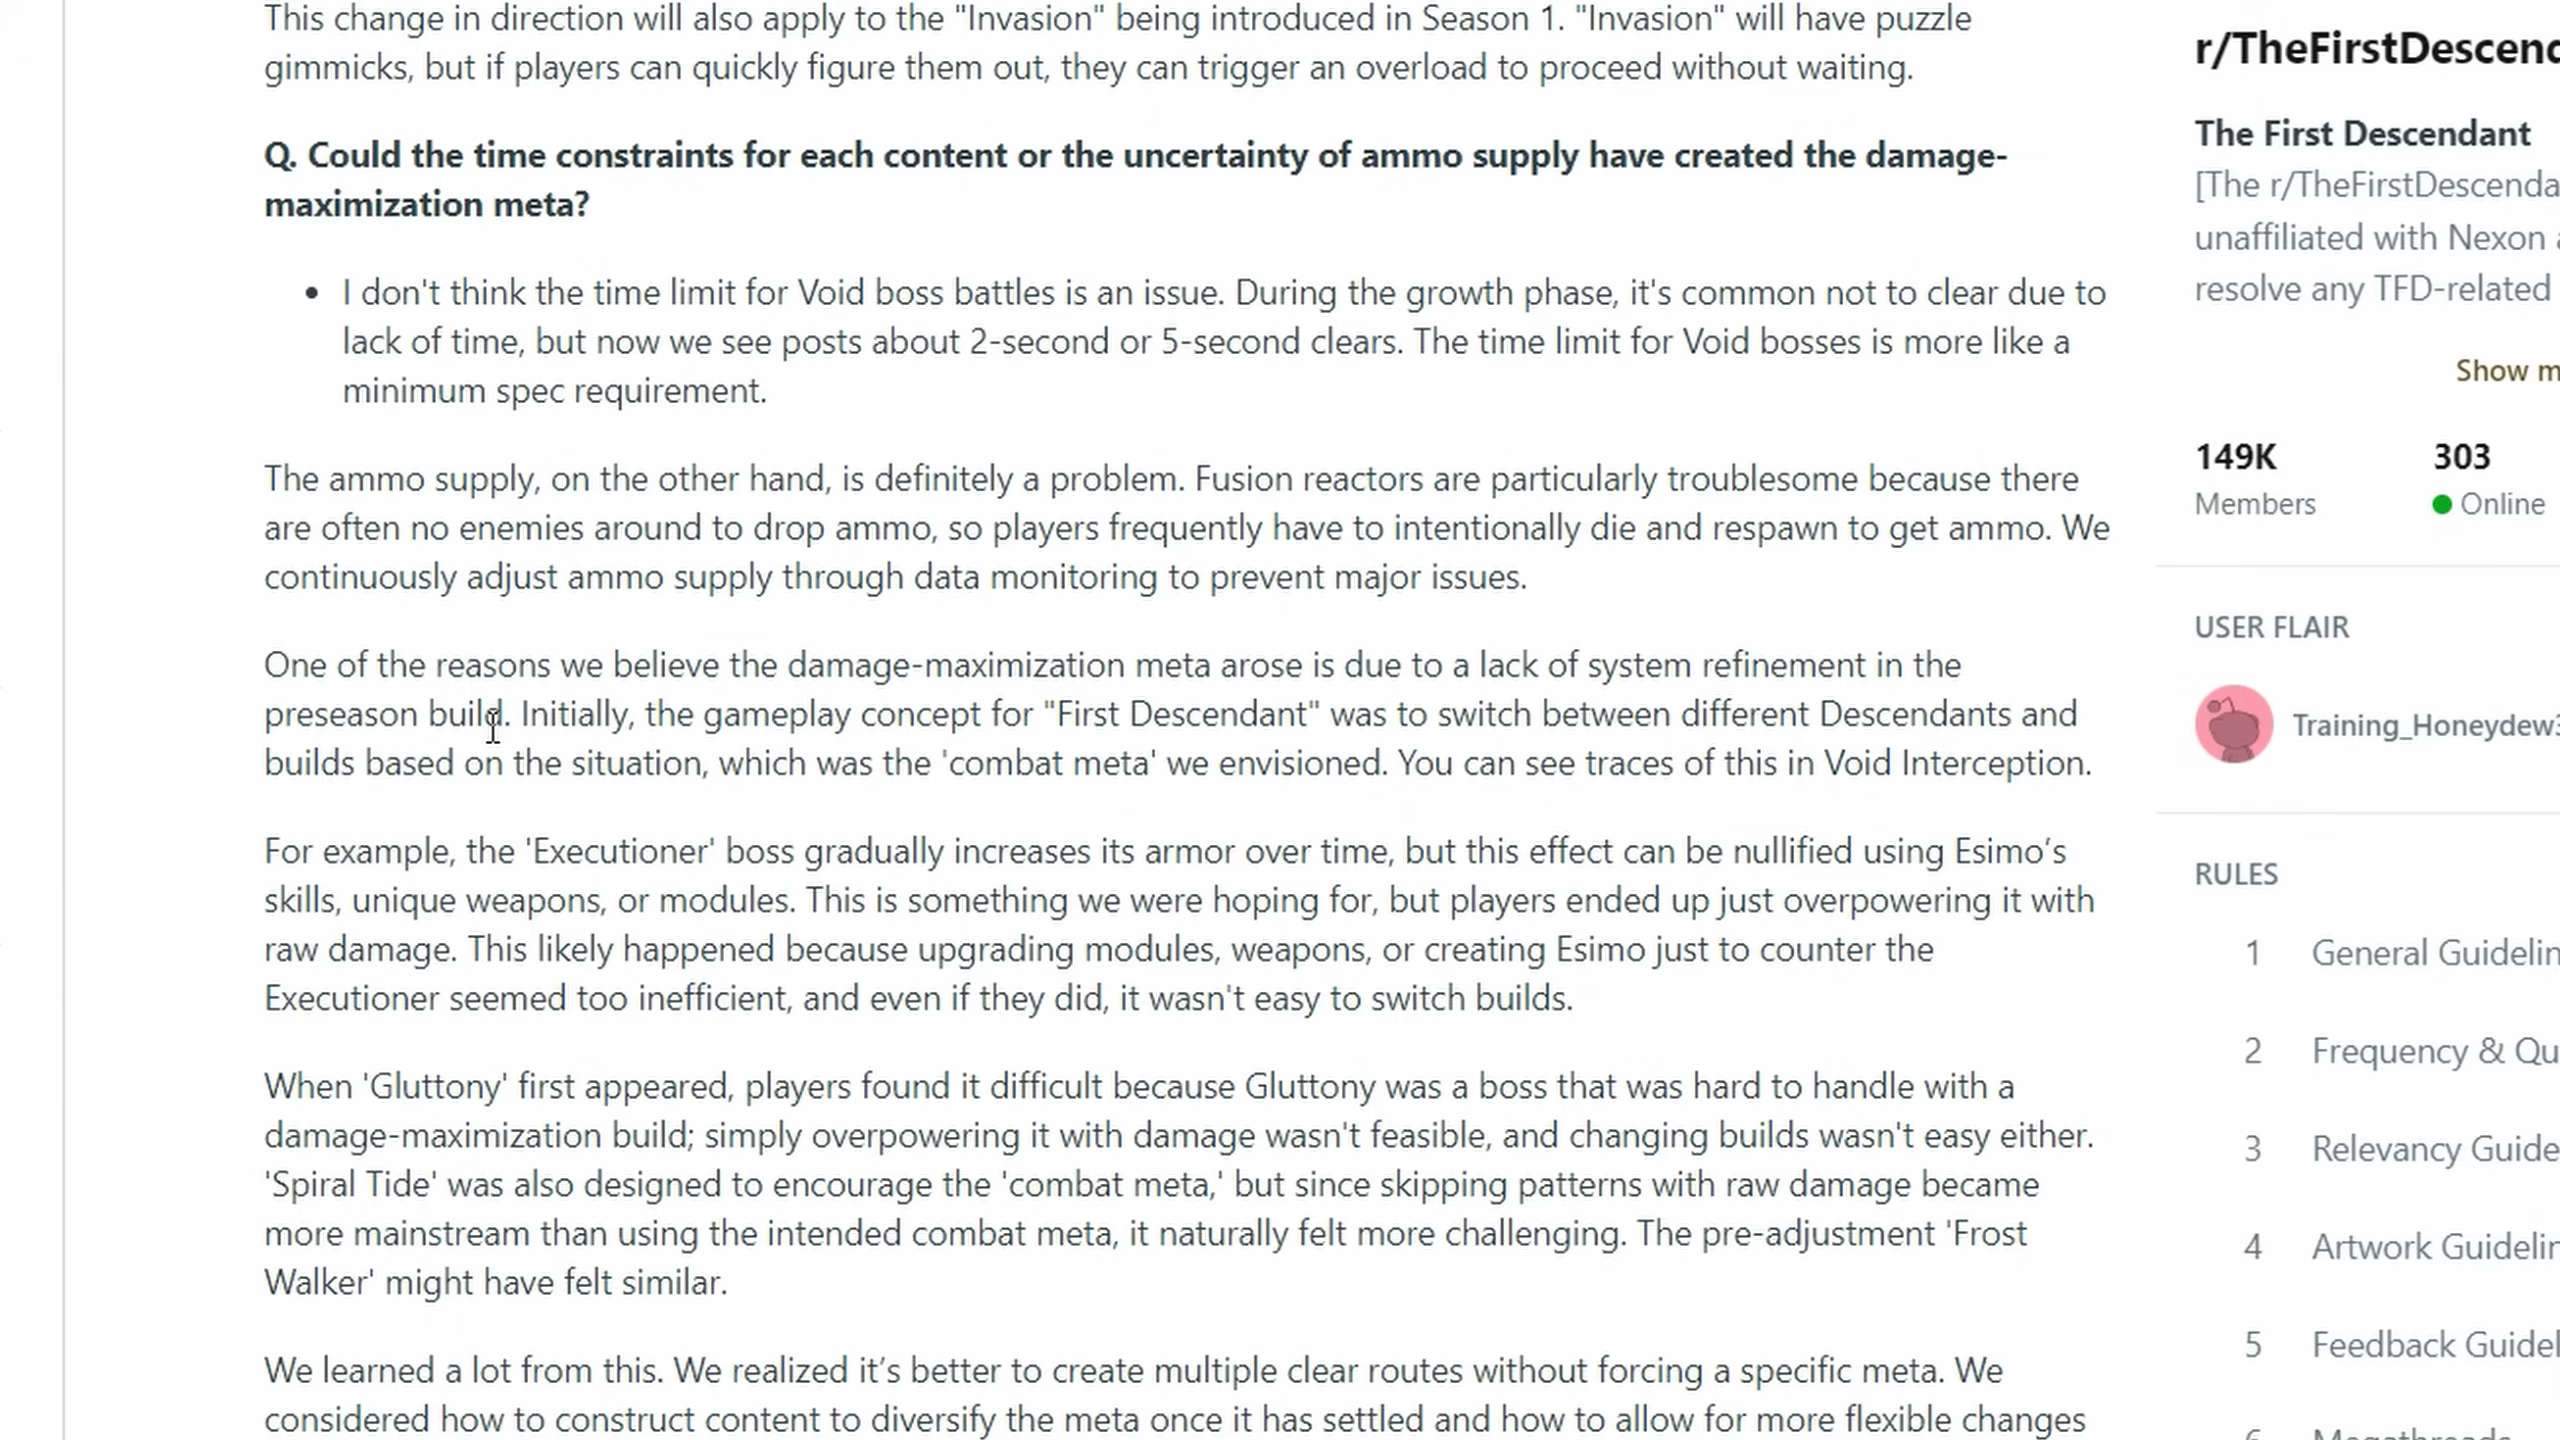 This change in direction will also apply to the "Invasion" being introduced in Season 1. "Invasion" will have puzzle
gimmicks, but if players can quickly figure them out, they can trigger an overload to proceed without waiting.
Q. Could the time constraints for each content or the uncertainty of ammo supply have created the damage-
maximization meta?
• I don't think the time limit for Void boss battles is an issue. During the growth phase, it's common not to clear due to
lack of time, but now we see posts about 2-second or 5-second clears. The time limit for Void bosses is more like a
minimum spec requirement.
The ammo supply, on the other hand, is definitely a problem. Fusion reactors are particularly troublesome because there
are often no enemies around to drop ammo, so players frequently have to intentionally die and respawn to get ammo. We
continuously adjust ammo supply through data monitoring to prevent major issues.
One of the reasons we believe the damage-maximization meta arose is due to a lack of system refinement in the
preseason build. Initially, the gameplay concept for "First Descendant" was to switch between different Descendants and
builds based on the situation, which was the 'combat meta' we envisioned. You can see traces of this in Void Interception.
For example, the 'Executioner' boss gradually increases its armor over time, but this effect can be nullified using Esimo’s
skills, unique weapons, or modules. This is something we were hoping for, but players ended up just overpowering it with
raw damage. This likely happened because upgrading modules, weapons, or creating Esimo just to counter the
Executioner seemed too inefficient, and even if they did, it wasn't easy to switch builds.
When 'Gluttony' first appeared, players found it difficult because Gluttony was a boss that was hard to handle with a
damage-maximization build; simply overpowering it with damage wasn't feasible, and changing builds wasn't easy either.
'Spiral Tide' was also designed to encourage the 'combat meta,' but since skipping patterns with raw damage became
more mainstream than using the intended combat meta, it naturally felt more challenging. The pre-adjustment 'Frost
Walker' might have felt similar.
We learned a lot from this. We realized it’s better to create multiple clear routes without forcing a specific meta. We
considered how to construct content to diversify the meta once it has settled and how to allow for more flexible changes
r/TheFirstDescend
The First Descendant
[The r/TheFirstDescenda
unaffiliated with Nexon
resolve any TFD-related
Show m
149K
303
Members
Online
USER FLAIR
Training_Honeydew3
RULES
1 General Guidelin
2 Frequency & Qu
3 Relevancy Guide
4 Artwork Guidelin
5 Feedback Guidel